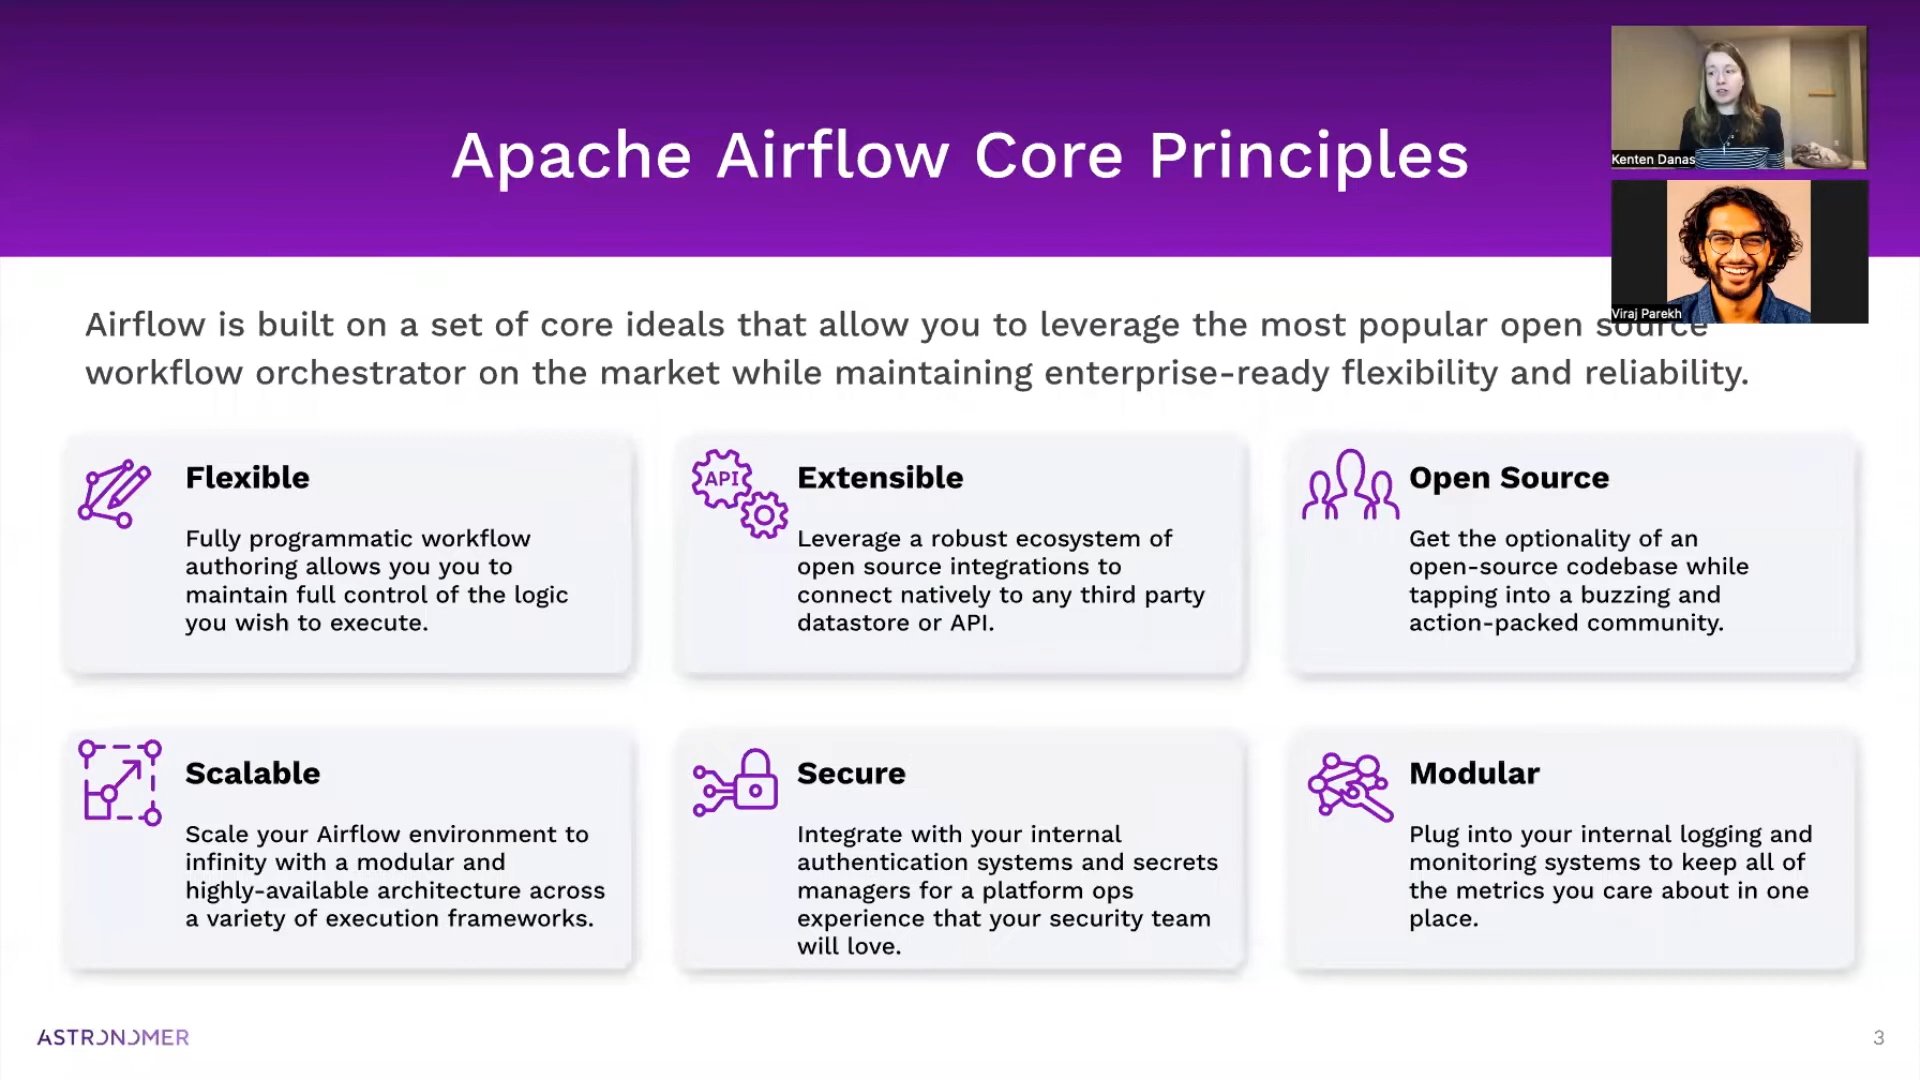 Apache Airflow Core Principles
Kenten Danas
Viraj Parekh
Airflow is built on a set of core ideals that allow you to leverage the most popular open source
workflow orchestrator on the market while maintaining enterprise-ready flexibility and reliability.
Flexible
Fully programmatic workflow
authoring allows you you to
maintain full control of the logic
you wish to execute.
API
Extensible
Leverage a robust ecosystem of
open source integrations to
connect natively to any third party
datastore or API.
Open Source
Get the optionality of an
open-source codebase while
tapping into a buzzing and
action-packed community.
Scalable
Scale your Airflow environment to
infinity with a modular and
highly-available architecture across
a variety of execution frameworks.
Secure
Integrate with your internal
authentication systems and secrets
managers for a platform ops
experience that your security team
will love.
Modular
Plug into your internal logging and
monitoring systems to keep all of
the metrics you care about in one
place.
ASTRONOMER
3